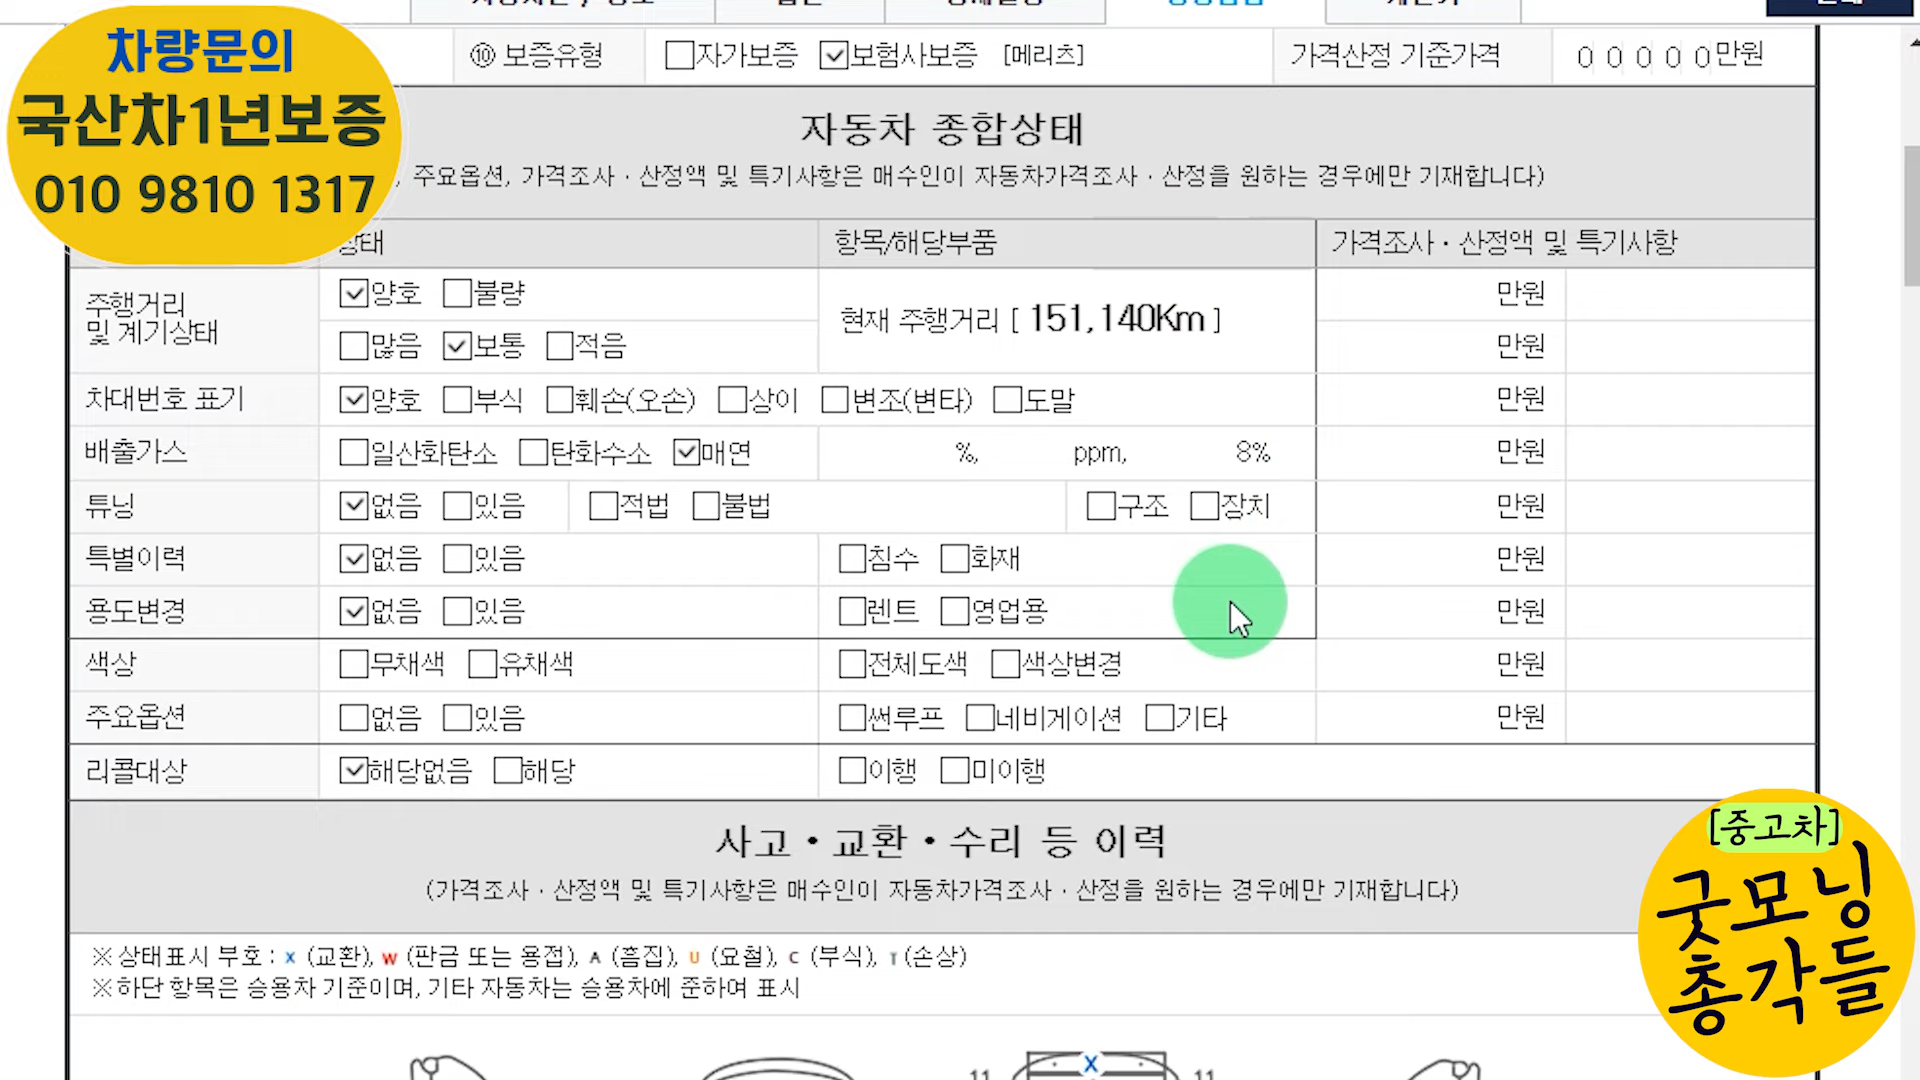 차량문의
국산차1년보증
010 9810 1317
⑩ 보증유형 □자가보증 ☑보험사보증 [메리츠] 가격산정 기준가격 0 0 0 0 0만원
자동차 종합상태
, 주요옵션, 가격조사 · 산정액 및 특기사항은 매수인이 자동차가격조사 · 산정을 원하는 경우에만 기재합니다)
상태 항목/해당부품 가격조사 · 산정액 및 특기사항
주행거리
및 계기상태
☑양호 □불량 만원
현재 주행거리 [ 151,140Km ]
□많음 ☑보통 □적음 만원
차대번호 표기 ☑양호 □부식 □훼손(오손) □상이 □변조(변타) □도말 만원
배출가스 □일산화탄소 □탄화수소 ☑매연 %, ppm, 8% 만원
튜닝 ☑없음 □있음 □적법 □불법 □구조 □장치 만원
특별이력 ☑없음 □있음 □침수 □화재 만원
용도변경 ☑없음 □있음 □렌트 □영업용 만원
색상 □무채색 □유채색 □전체도색 □색상변경 만원
주요옵션 □없음 □있음 □썬루프 □네비게이션 □기타 만원
리콜대상 ☑해당없음 □해당 □이행 □미이행
사고 • 교환 • 수리 등 이력
(가격조사 · 산정액 및 특기사항은 매수인이 자동차가격조사 · 산정을 원하는 경우에만 기재합니다)
※ 상태표시 부호 : X (교환), W (판금 또는 용접), A (흠집), U (요철), C (부식), T (손상)
※ 하단 항목은 승용차 기준이며, 기타 자동차는 승용차에 준하여 표시
11 X 11
[중고차]
굿모닝
총각들